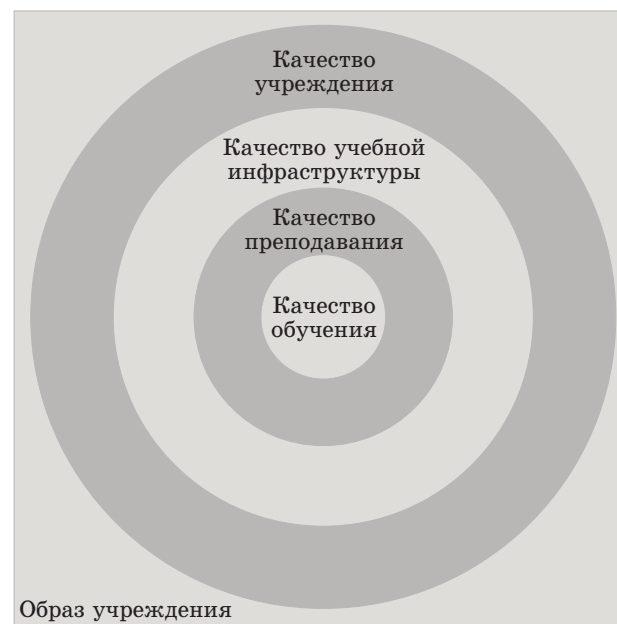 Качество
учреждения
Качество учебной
инфраструктуры
Качество
преподавания
Качество
обучения
Образ учреждения